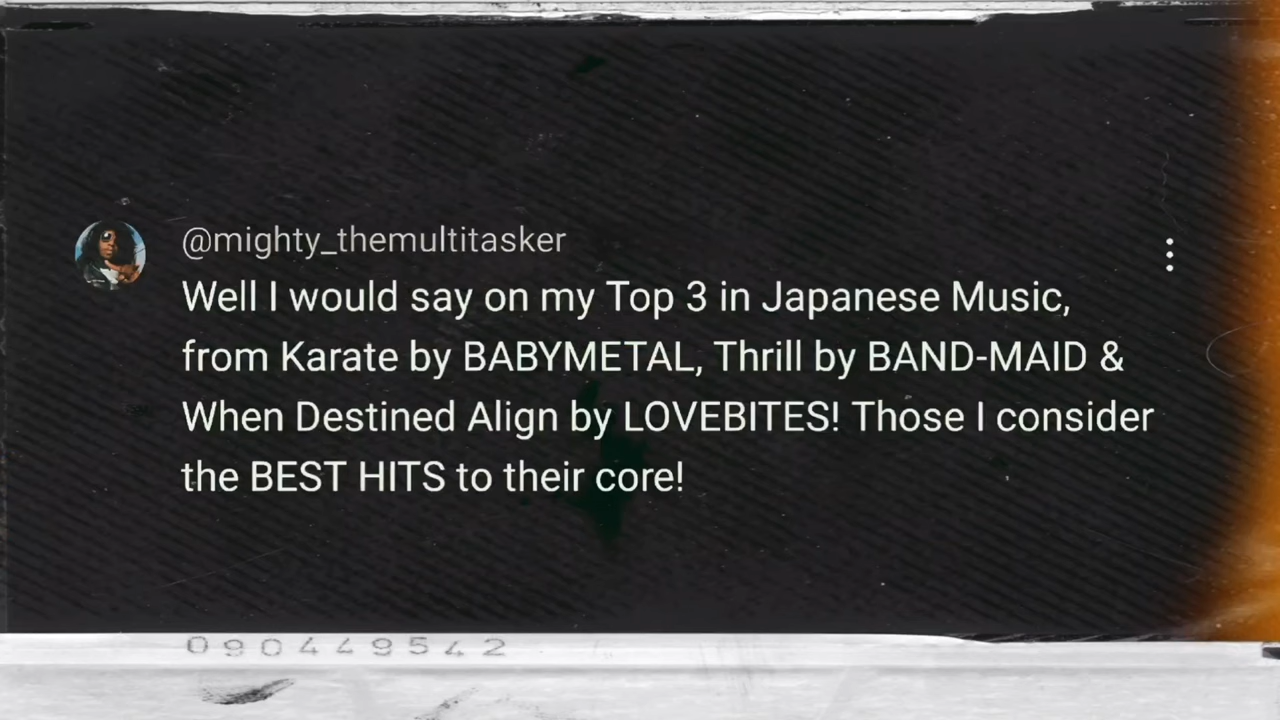 @mighty_themultitasker
Well I would say on my Top 3 in Japanese Music,
from Karate by BABYMETAL, Thrill by BAND-MAID &
When Destined Align by LOVEBITES! Those I consider
the BEST HITS to their core!
090449542